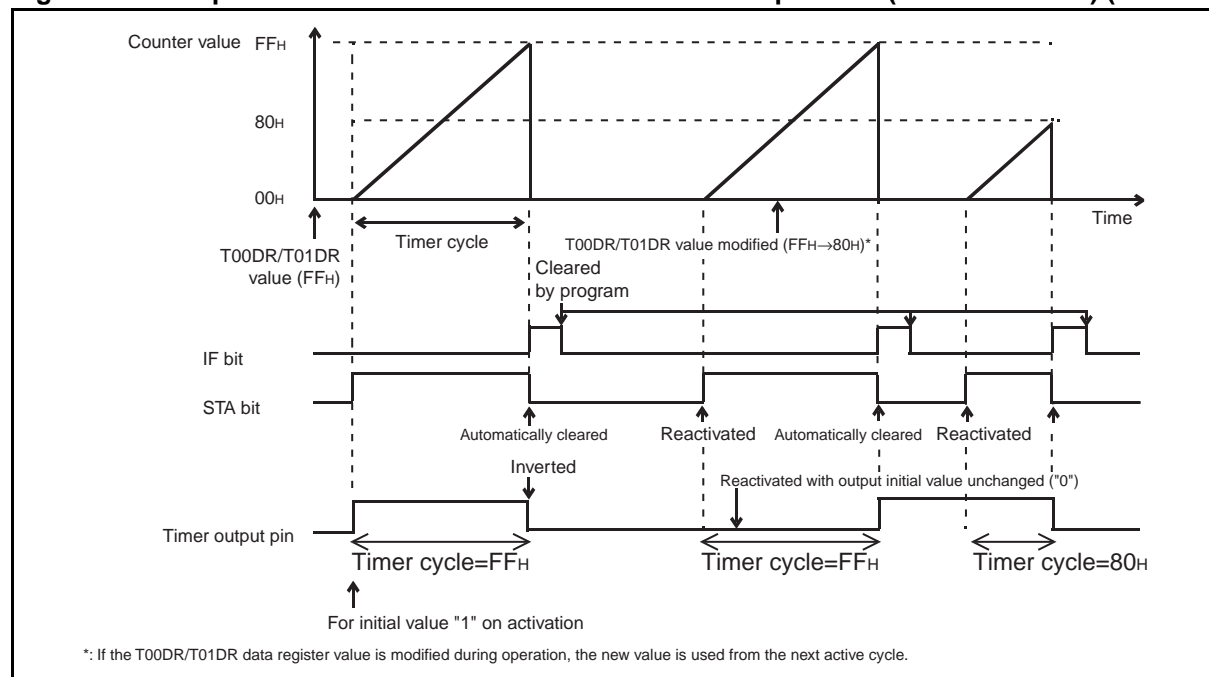 Counter value FFH
80H
00H
Time
Timer cycle
T00DR/T01DR value modified (FFH→80H)*
T00DR/T01DR
value (FFH)
Cleared
by program
IF bit
STA bit
Automatically cleared
Reactivated
Automatically cleared
Reactivated
Inverted
Reactivated with output initial value unchanged ("0")
Timer output pin
Timer cycle=FFH
Timer cycle=FFH
Timer cycle=80H
For initial value "1" on activation
*: If the T00DR/T01DR data register value is modified during operation, the new value is used from the next active cycle.